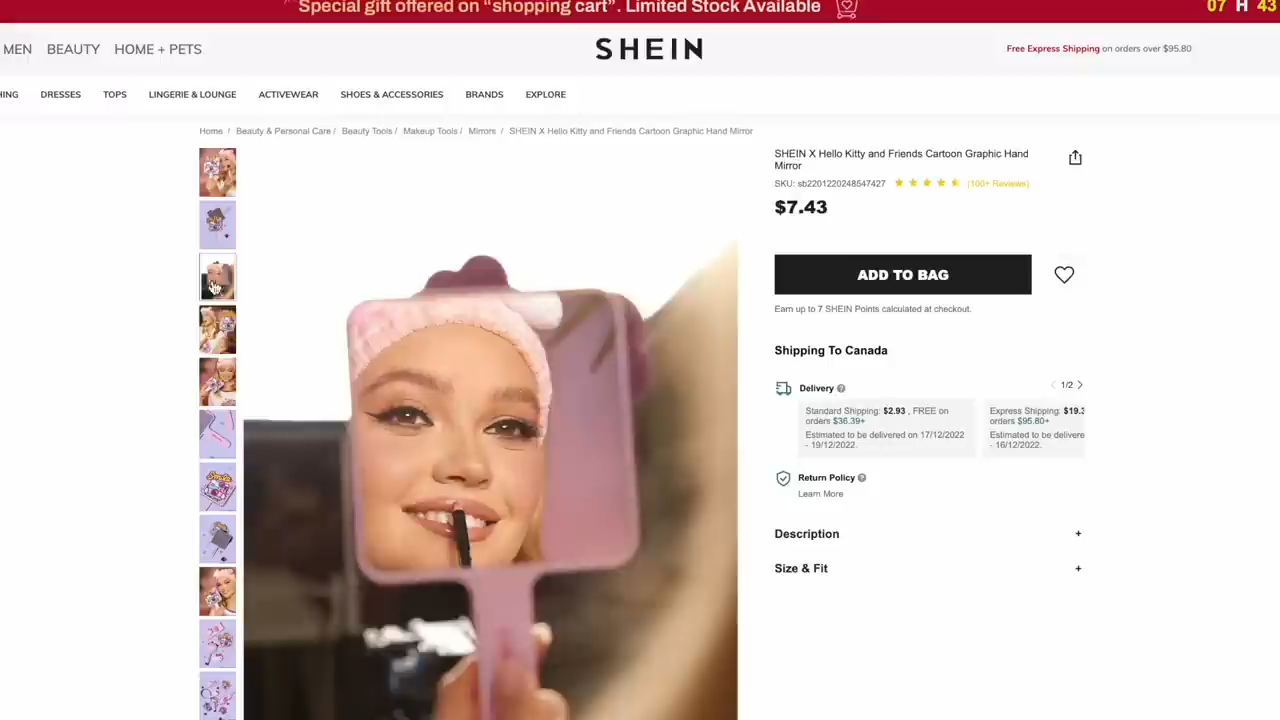 Special gift offered on “shopping cart”. Limited Stock Available
07 H 43
MEN BEAUTY HOME + PETS
SHEIN
Free Express Shipping on orders over $95.80
DRESSES TOPS LINGERIE & LOUNGE ACTIVEWEAR SHOES & ACCESSORIES BRANDS EXPLORE
Home / Beauty & Personal Care / Beauty Tools / Makeup Tools / Mirrors / SHEIN X Hello Kitty and Friends Cartoon Graphic Hand Mirror
SHEIN X Hello Kitty and Friends Cartoon Graphic Hand
Mirror
SKU: sb2201220248547427 (100+ Reviews)
$7.43
ADD TO BAG
Earn up to 7 SHEIN Points calculated at checkout.
Shipping To Canada
Delivery
1/2
Standard Shipping: $2.93 , FREE on
orders $36.39+
Estimated to be delivered on 17/12/2022
- 19/12/2022.
Express Shipping: $19.3
orders $95.80+
Estimated to be delivere
- 16/12/2022.
Return Policy
Learn More
Description +
Size & Fit +